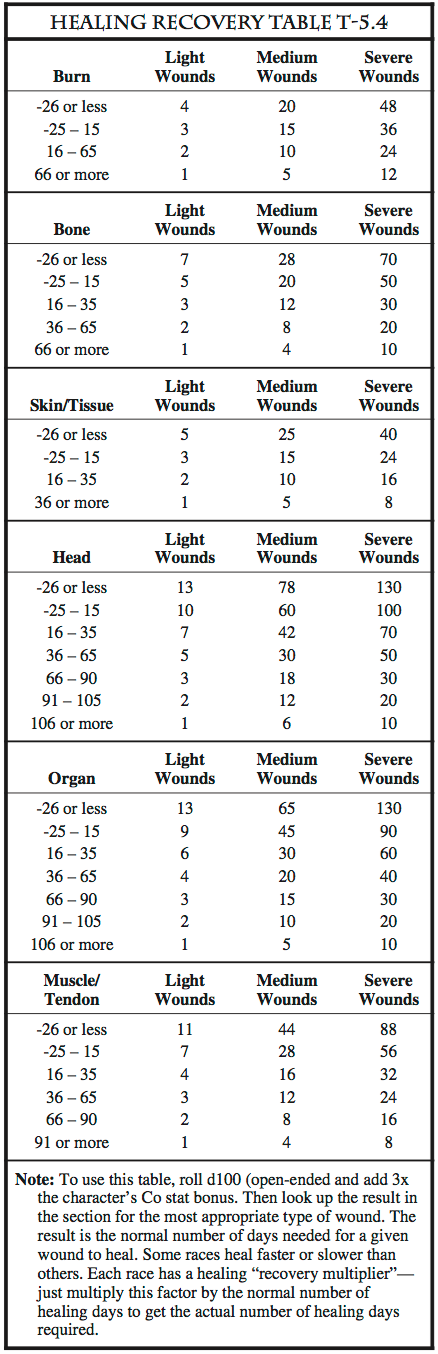 HEALING RECOVERY TABLE T-5.4
Burn Light Wounds Medium Wounds Severe Wounds
-26 or less 4 20 48
-25 – 15 3 15 36
16 – 65 2 10 24
66 or more 1 5 12
Bone Light Wounds Medium Wounds Severe Wounds
-26 or less 7 28 70
-25 – 15 5 20 50
16 – 35 3 12 30
36 – 65 2 8 20
66 or more 1 4 10
Skin/Tissue Light Wounds Medium Wounds Severe Wounds
-26 or less 5 25 40
-25 – 15 3 15 24
16 – 35 2 10 16
36 or more 1 5 8
Head Light Wounds Medium Wounds Severe Wounds
-26 or less 13 78 130
-25 – 15 10 60 100
16 – 35 7 42 70
36 – 65 5 30 50
66 – 90 3 18 30
91 – 105 2 12 20
106 or more 1 6 10
Organ Light Wounds Medium Wounds Severe Wounds
-26 or less 13 65 130
-25 – 15 9 45 90
16 – 35 6 30 60
36 – 65 4 20 40
66 – 90 3 15 30
91 – 105 2 10 20
106 or more 1 5 10
Muscle/ Tendon Light Wounds Medium Wounds Severe Wounds
-26 or less 11 44 88
-25 – 15 7 28 56
16 – 35 4 16 32
36 – 65 3 12 24
66 – 90 2 8 16
91 or more 1 4 8
Note: To use this table, roll d100 (open-ended and add 3x
the character’s Co stat bonus. Then look up the result in
the section for the most appropriate type of wound. The
result is the normal number of days needed for a given
wound to heal. Some races heal faster or slower than
others. Each race has a healing “recovery multiplier”—
just multiply this factor by the normal number of
healing days to get the actual number of healing days
required.